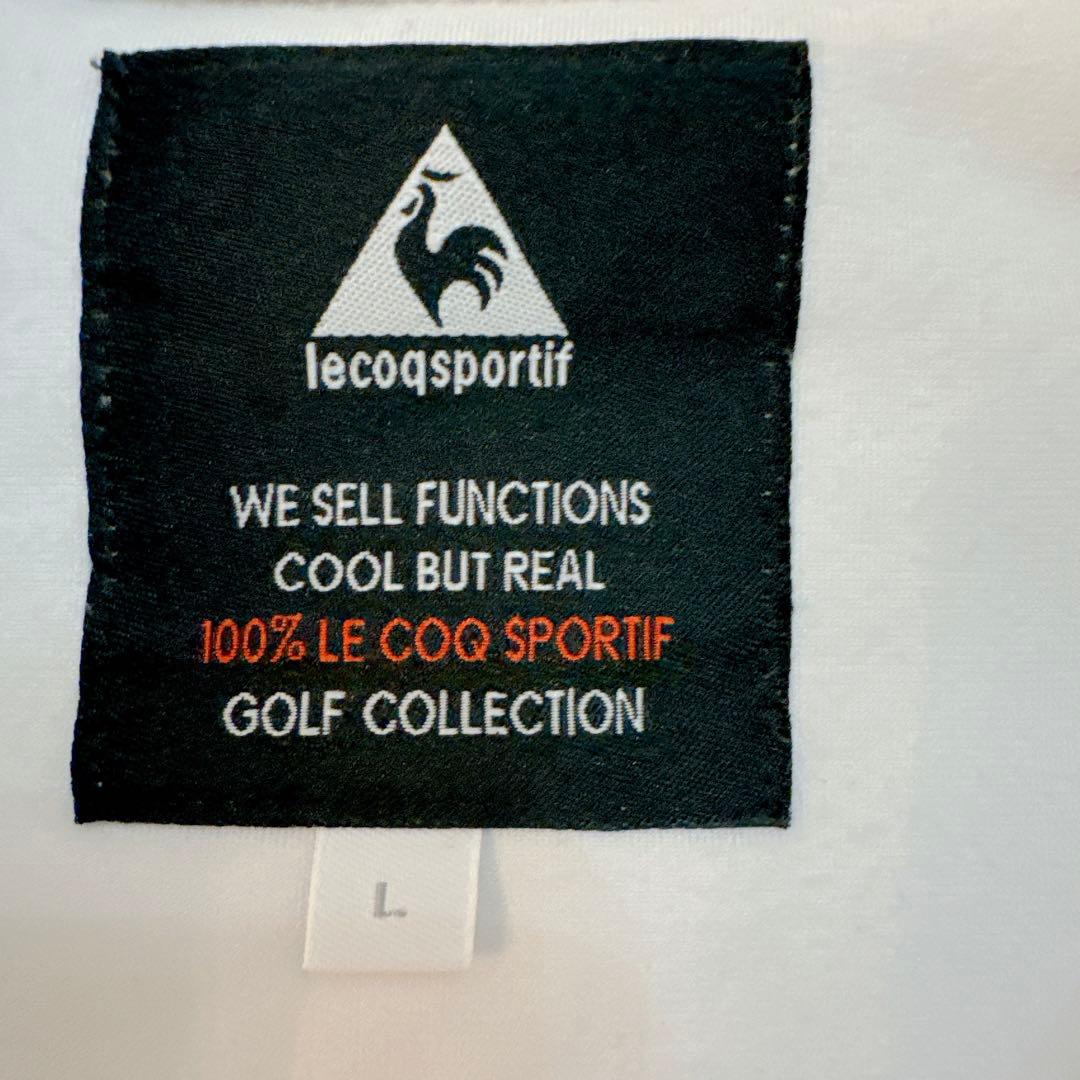 lecoqsportif
WE SELL FUNCTIONS
COOL BUT REAL
100% LE COQ SPORTIF
GOLF COLLECTION
L